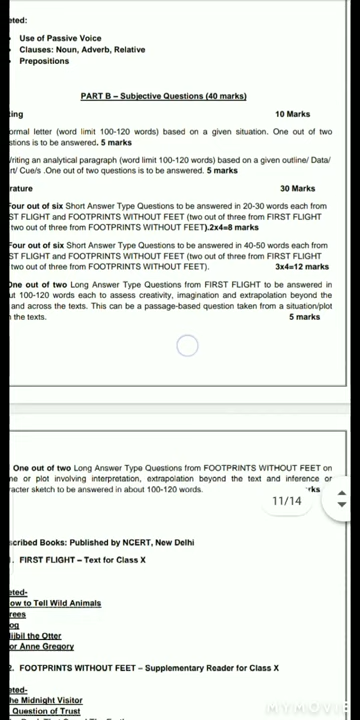 eted:
• Use of Passive Voice
• Clauses: Noun, Adverb, Relative
• Prepositions
PART B – Subjective Questions (40 marks)
ting 10 Marks
ormal letter (word limit 100-120 words) based on a given situation. One out of two
stions is to be answered. 5 marks
Vriting an analytical paragraph (word limit 100-120 words) based on a given outline/ Data/
rt/ Cue/s .One out of two questions is to be answered. 5 marks
rature 30 Marks
Four out of six Short Answer Type Questions to be answered in 20-30 words each from
ST FLIGHT and FOOTPRINTS WITHOUT FEET (two out of three from FIRST FLIGHT
two out of three from FOOTPRINTS WITHOUT FEET).2x4=8 marks
Four out of six Short Answer Type Questions to be answered in 40-50 words each from
ST FLIGHT and FOOTPRINTS WITHOUT FEET (two out of three from FIRST FLIGHT
two out of three from FOOTPRINTS WITHOUT FEET). 3x4=12 marks
One out of two Long Answer Type Questions from FIRST FLIGHT to be answered in
ut 100-120 words each to assess creativity, imagination and extrapolation beyond the
and across the texts. This can be a passage-based question taken from a situation/plot
the texts. 5 marks
One out of two Long Answer Type Questions from FOOTPRINTS WITHOUT FEET on
me or plot involving interpretation, extrapolation beyond the text and inference or
racter sketch to be answered in about 100-120 words. rks
11/14
scribed Books: Published by NCERT, New Delhi
. FIRST FLIGHT – Text for Class X
eted-
ow to Tell Wild Animals
rees
og
lijbil the Otter
or Anne Gregory
2. FOOTPRINTS WITHOUT FEET – Supplementary Reader for Class X
eted-
he Midnight Visitor
Question of Trust
MYMOVIE